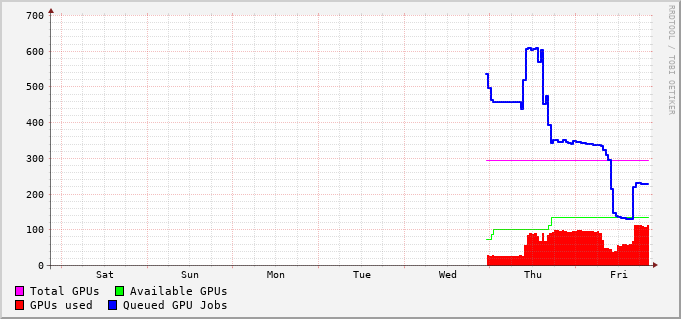 700
600
500
400
300
200
100
0
Sat Sun Mon Tue Wed Thu Fri
Total GPUs Available GPUs
GPUs used Queued GPU Jobs
RRDTOOL / TOBI OETIKER